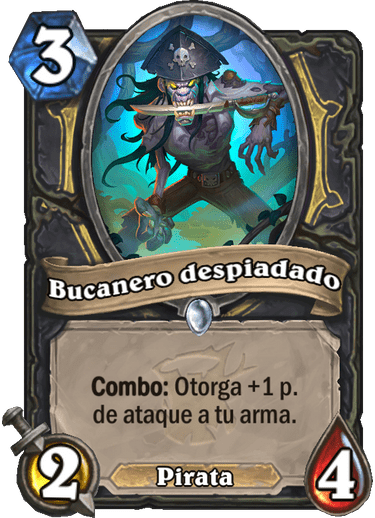 3
Bucanero despiadado
Combo: Otorga +1 p.
de ataque a tu arma.
2
Pirata
4